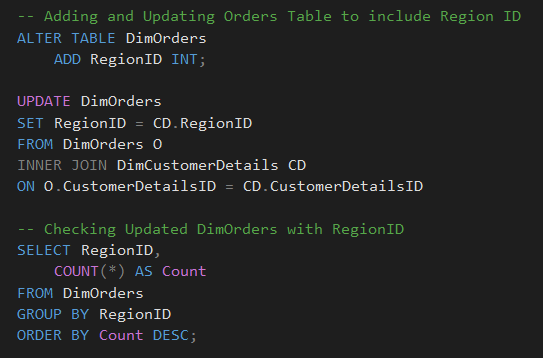 -- Adding and Updating Orders Table to include Region ID
ALTER TABLE DimOrders
    ADD RegionID INT;

UPDATE DimOrders
SET RegionID = CD.RegionID
FROM DimOrders O
INNER JOIN DimCustomerDetails CD
ON O.CustomerDetailsID = CD.CustomerDetailsID

-- Checking Updated DimOrders with RegionID
SELECT RegionID,
    COUNT(*) AS Count
FROM DimOrders
GROUP BY RegionID
ORDER BY Count DESC;